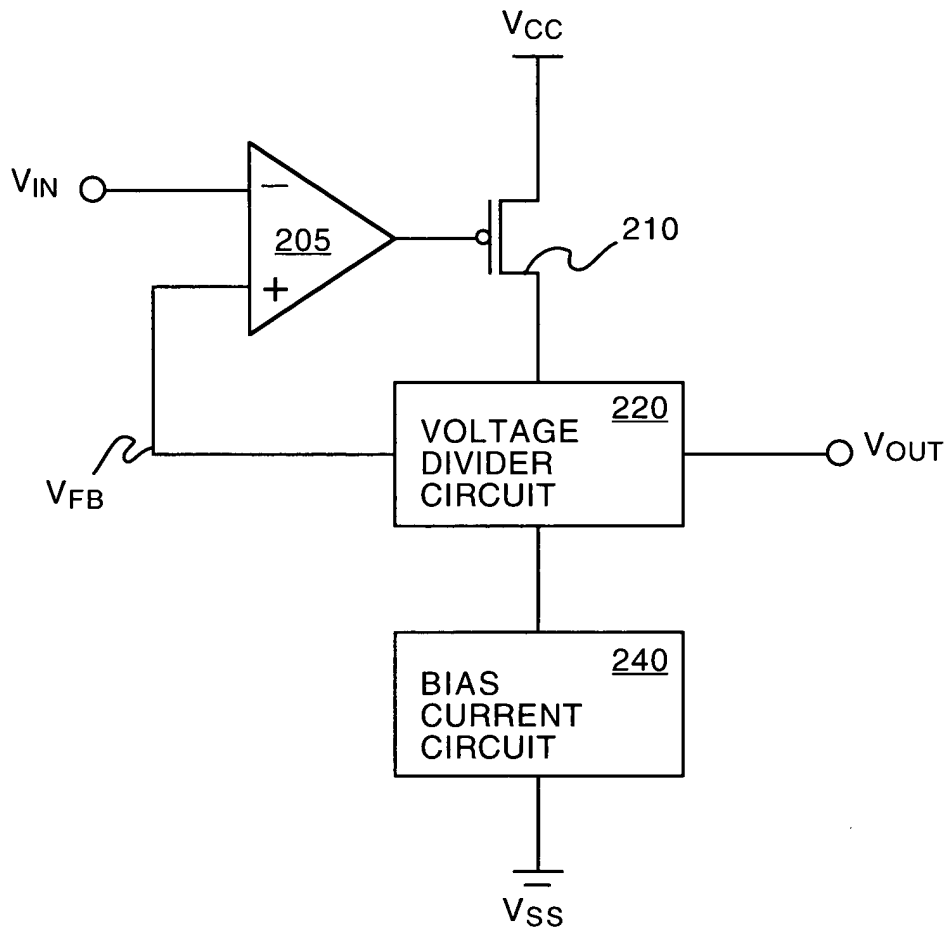 VCC
VIN
−
205
+
210
220
VOLTAGE
DIVIDER
CIRCUIT
VOUT
VFB
240
BIAS
CURRENT
CIRCUIT
VSS